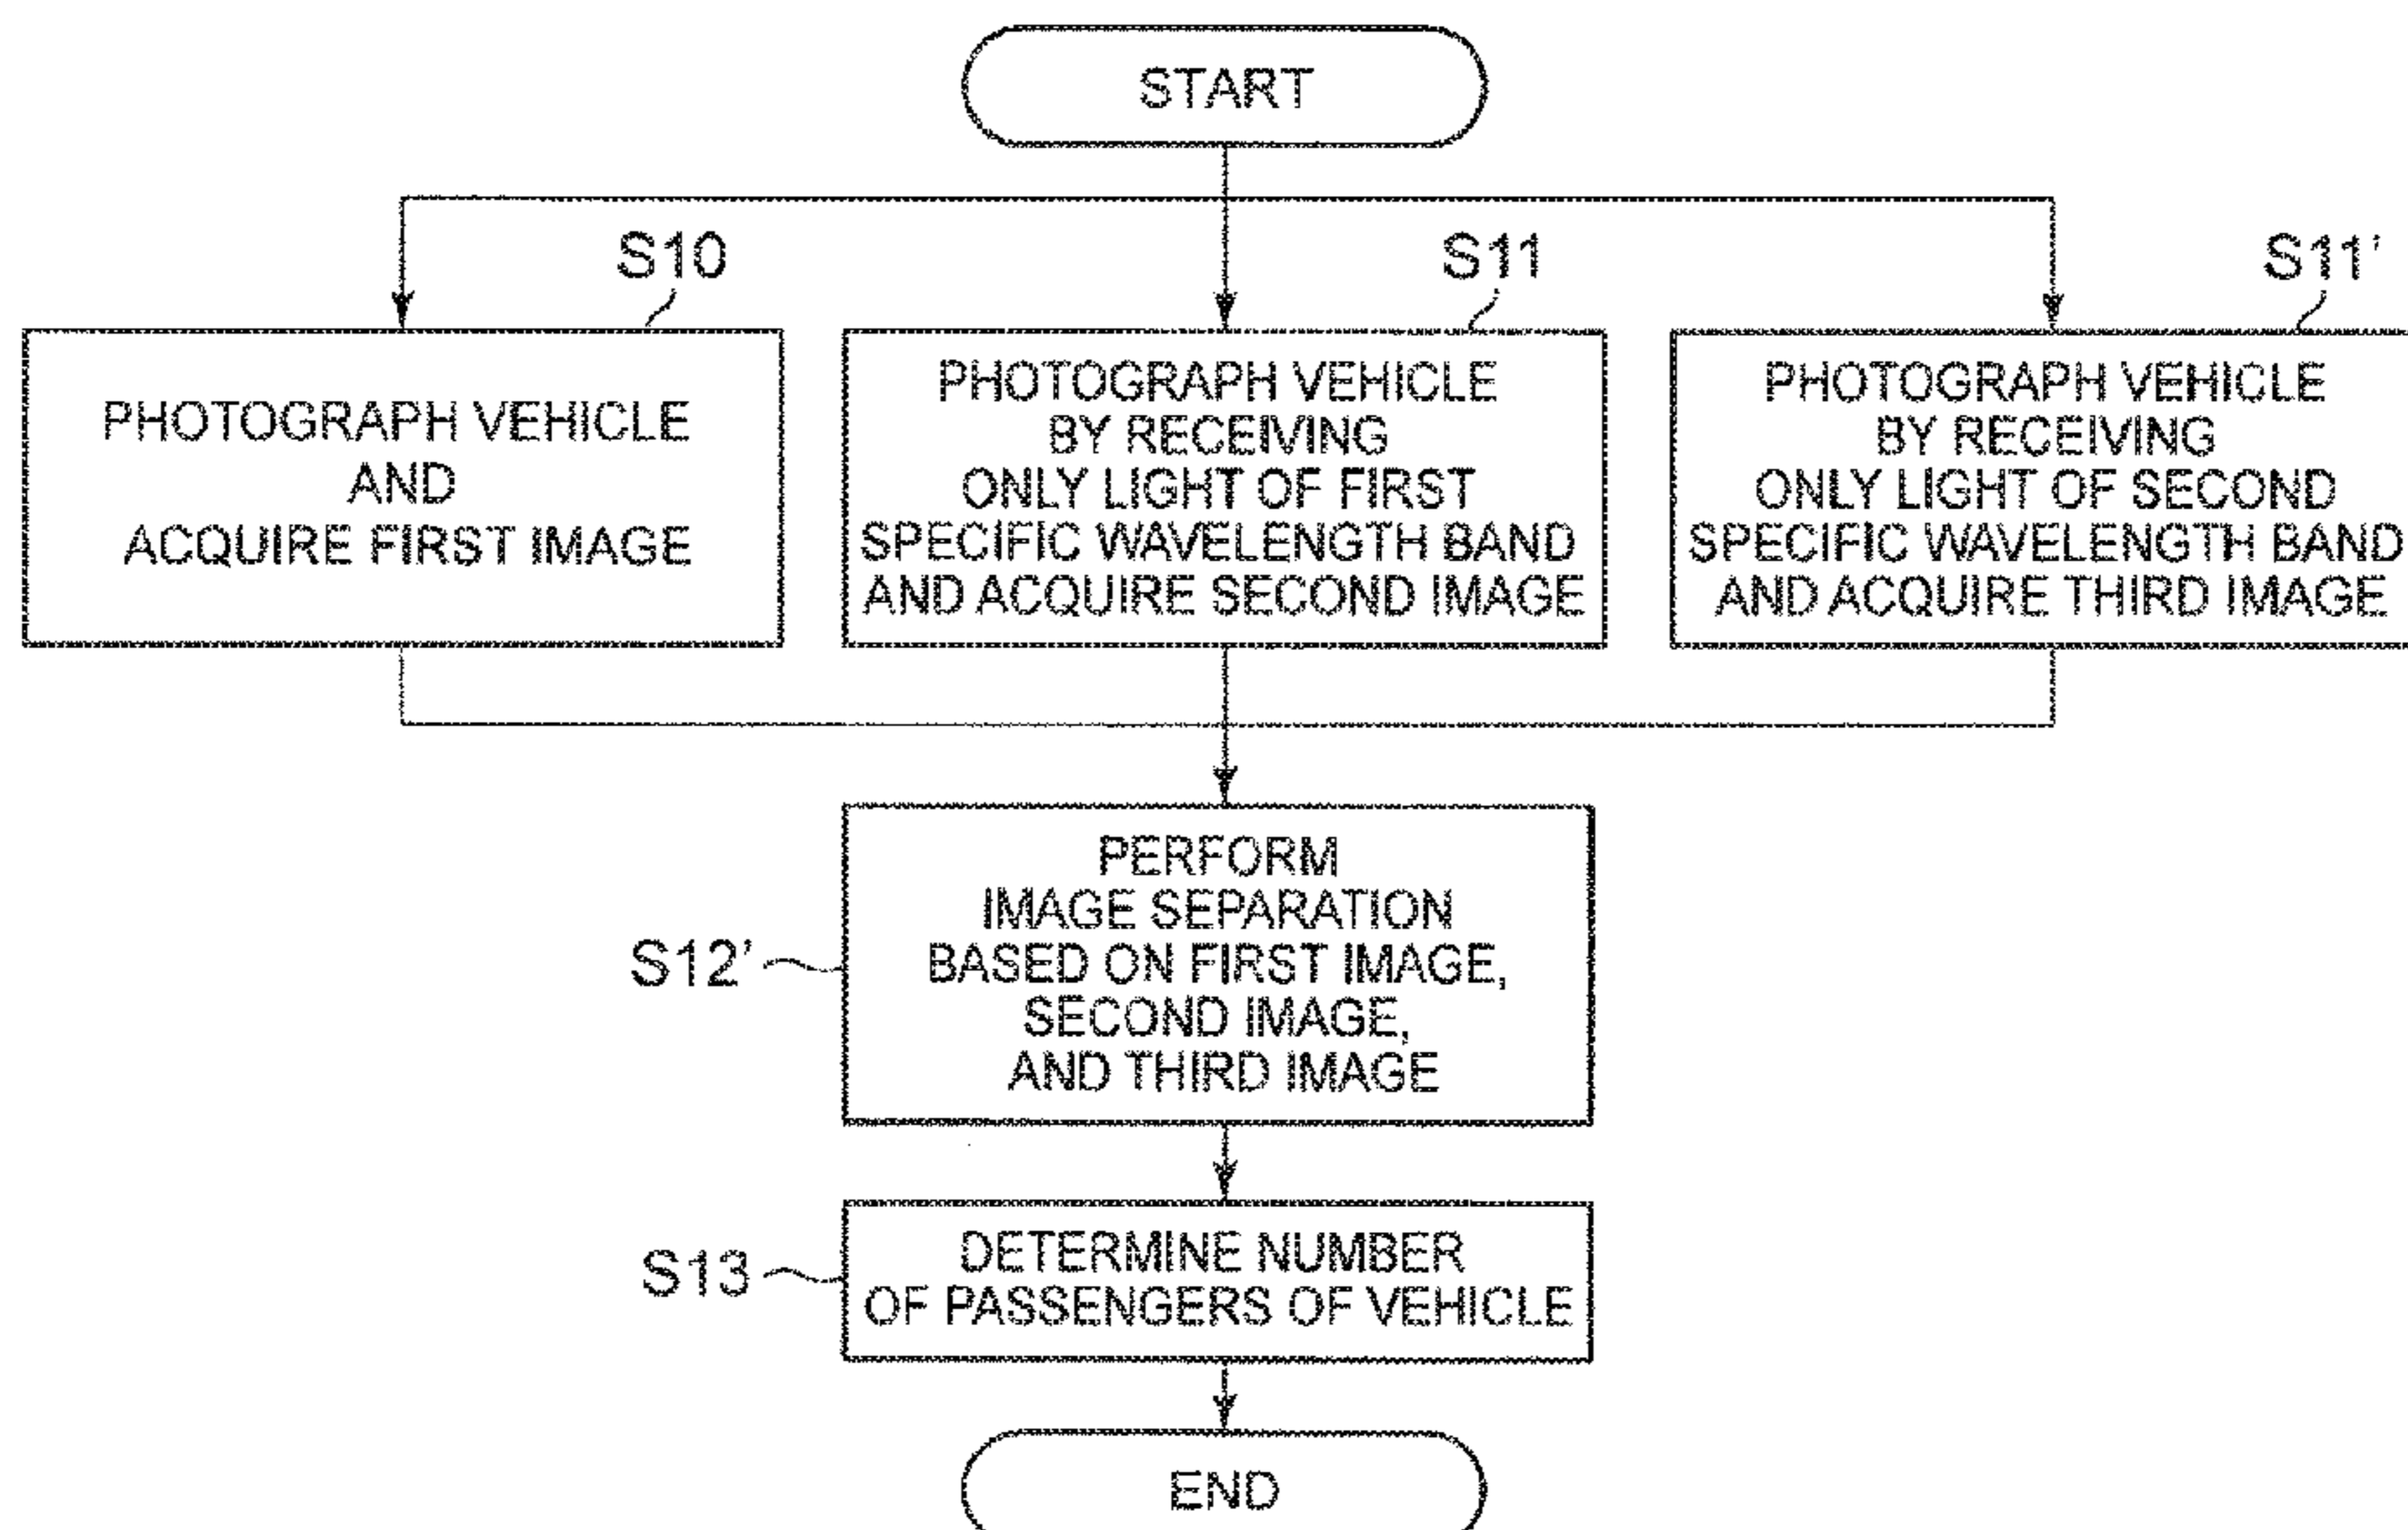 START
S10
S11
S11'
PHOTOGRAPH VEHICLE
AND
ACQUIRE FIRST IMAGE
PHOTOGRAPH VEHICLE
BY RECEIVING
ONLY LIGHT OF FIRST
SPECIFIC WAVELENGTH BAND
AND ACQUIRE SECOND IMAGE
PHOTOGRAPH VEHICLE
BY RECEIVING
ONLY LIGHT OF SECOND
SPECIFIC WAVELENGTH BAND
AND ACQUIRE THIRD IMAGE
S12'
PERFORM
IMAGE SEPARATION
BASED ON FIRST IMAGE,
SECOND IMAGE,
AND THIRD IMAGE
S13
DETERMINE NUMBER
OF PASSENGERS OF VEHICLE
END